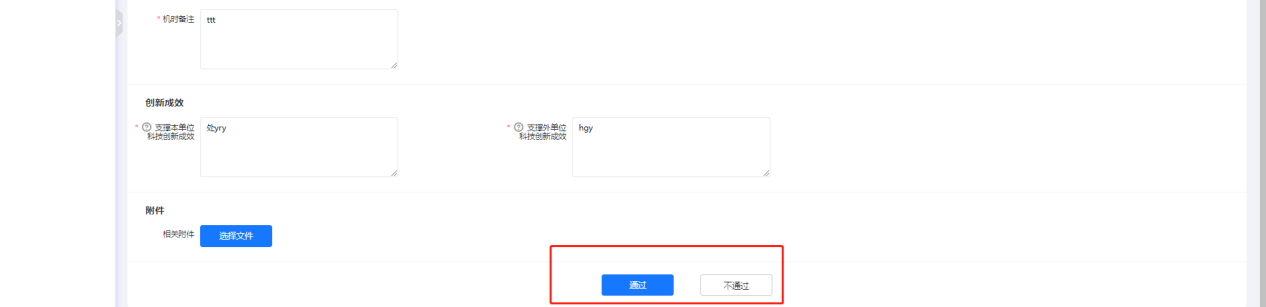 * 机时备注 ttt
创新成效
* ? 支撑本单位 处yry * ? 支撑外单位 hgy
科技创新成效 科技创新成效
附件
相关附件 选择文件
通过 不通过